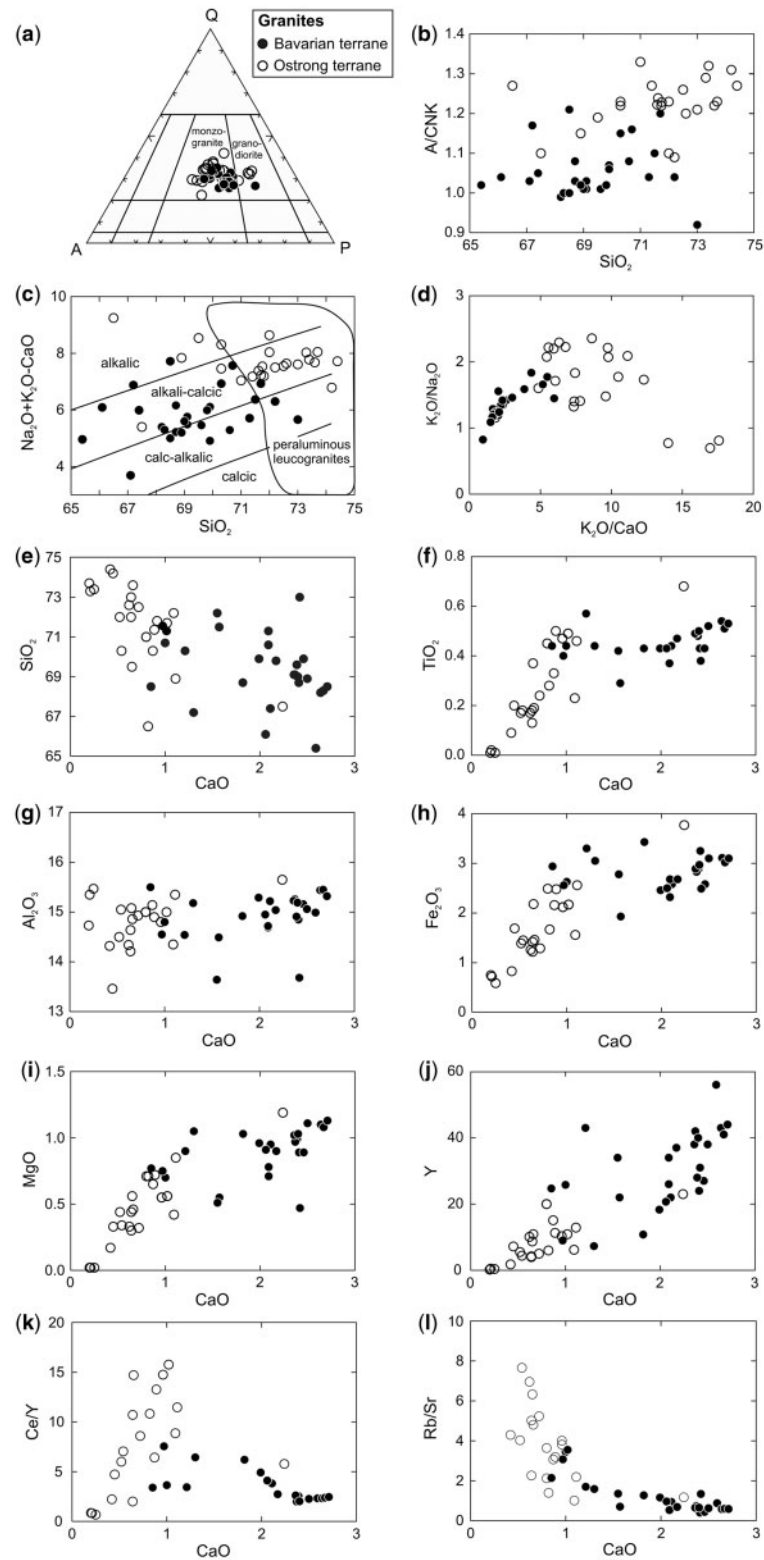 (a)
Q
Granites
Bavarian terrane
Ostrong terrane
monzo-
granite
grano-
diorite
A
P
(b)
A/CNK
1.4
1.3
1.2
1.1
1.0
0.9
65 67 69 71 73 75
SiO₂
(c)
Na₂O+K₂O-CaO
10
8
6
4
alkalic
alkali-calcic
calc-alkalic
calcic
peraluminous
leucogranites
65 67 69 71 73 75
SiO₂
(d)
K₂O/Na₂O
3
2
1
0
0 5 10 15 20
K₂O/CaO
(e)
SiO₂
75
73
71
69
67
65
0 1 2 3
CaO
(f)
TiO₂
0.8
0.6
0.4
0.2
0.0
0 1 2 3
CaO
(g)
Al₂O₃
17
16
15
14
13
0 1 2 3
CaO
(h)
Fe₂O₃
4
3
2
1
0
0 1 2 3
CaO
(i)
MgO
1.5
1.0
0.5
0.0
0 1 2 3
CaO
(j)
Y
60
40
20
0
0 1 2 3
CaO
(k)
Ce/Y
20
15
10
5
0
0 1 2 3
CaO
(l)
Rb/Sr
10
8
6
4
2
0
0 1 2 3
CaO